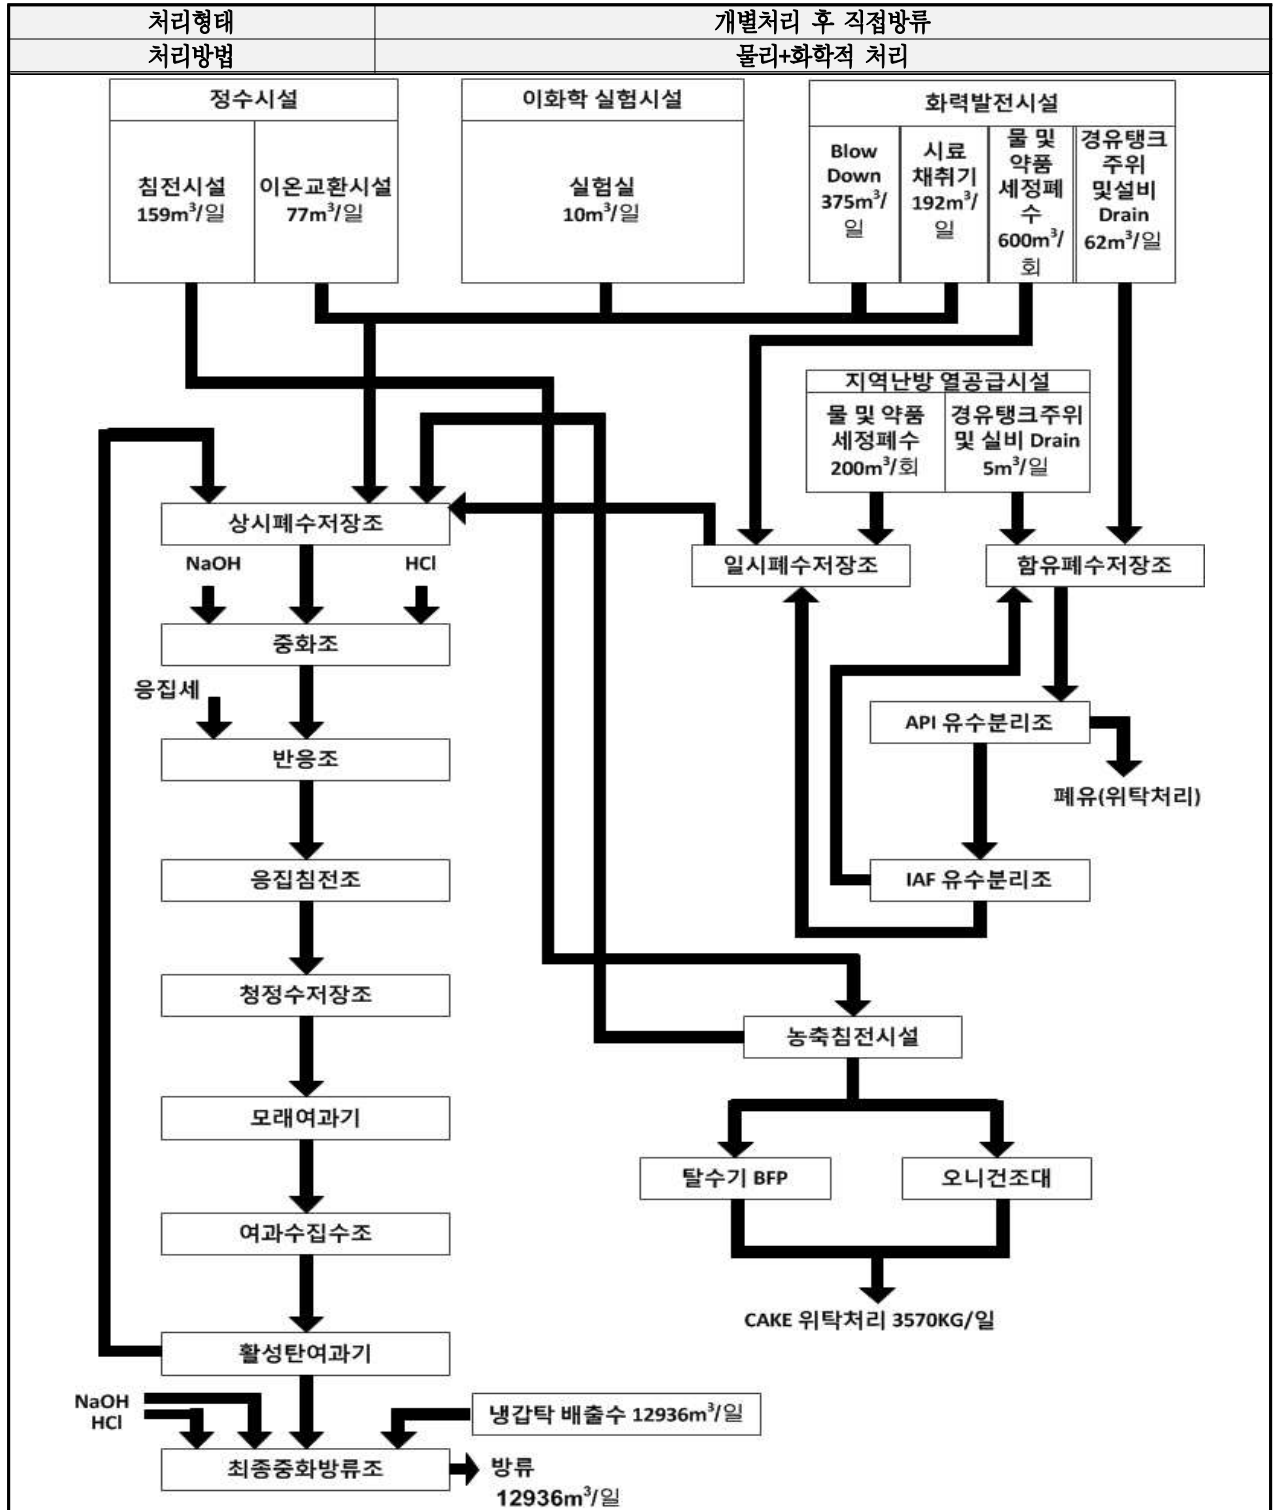 처리형태
개별처리 후 직접방류
처리방법
물리+화학적 처리
정수시설
이화학 실험시설
화력발전시설
침전시설
159m³/일
이온교환시설
77m³/일
실험실
10m³/일
Blow
Down
375m³/
일
시료
채취기
192m³/
일
물 및
약품
세정폐
수
600m³/
회
경유탱크
주위
및설비
Drain
62m³/일
지역난방 열공급시설
물 및 약품
세정폐수
200m³/회
경유탱크주위
및 실비 Drain
5m³/일
상시폐수저장조
일시폐수저장조
함유폐수저장조
NaOH
HCl
중화조
응집세
API 유수분리조
반응조
폐유(위탁처리)
응집침전조
IAF 유수분리조
청정수저장조
농축침전시설
모래여과기
탈수기 BFP
오니건조대
여과수집수조
CAKE 위탁처리 3570KG/일
활성탄여과기
NaOH
HCl
냉갑탁 배출수 12936m³/일
최종중화방류조
방류
12936m³/일